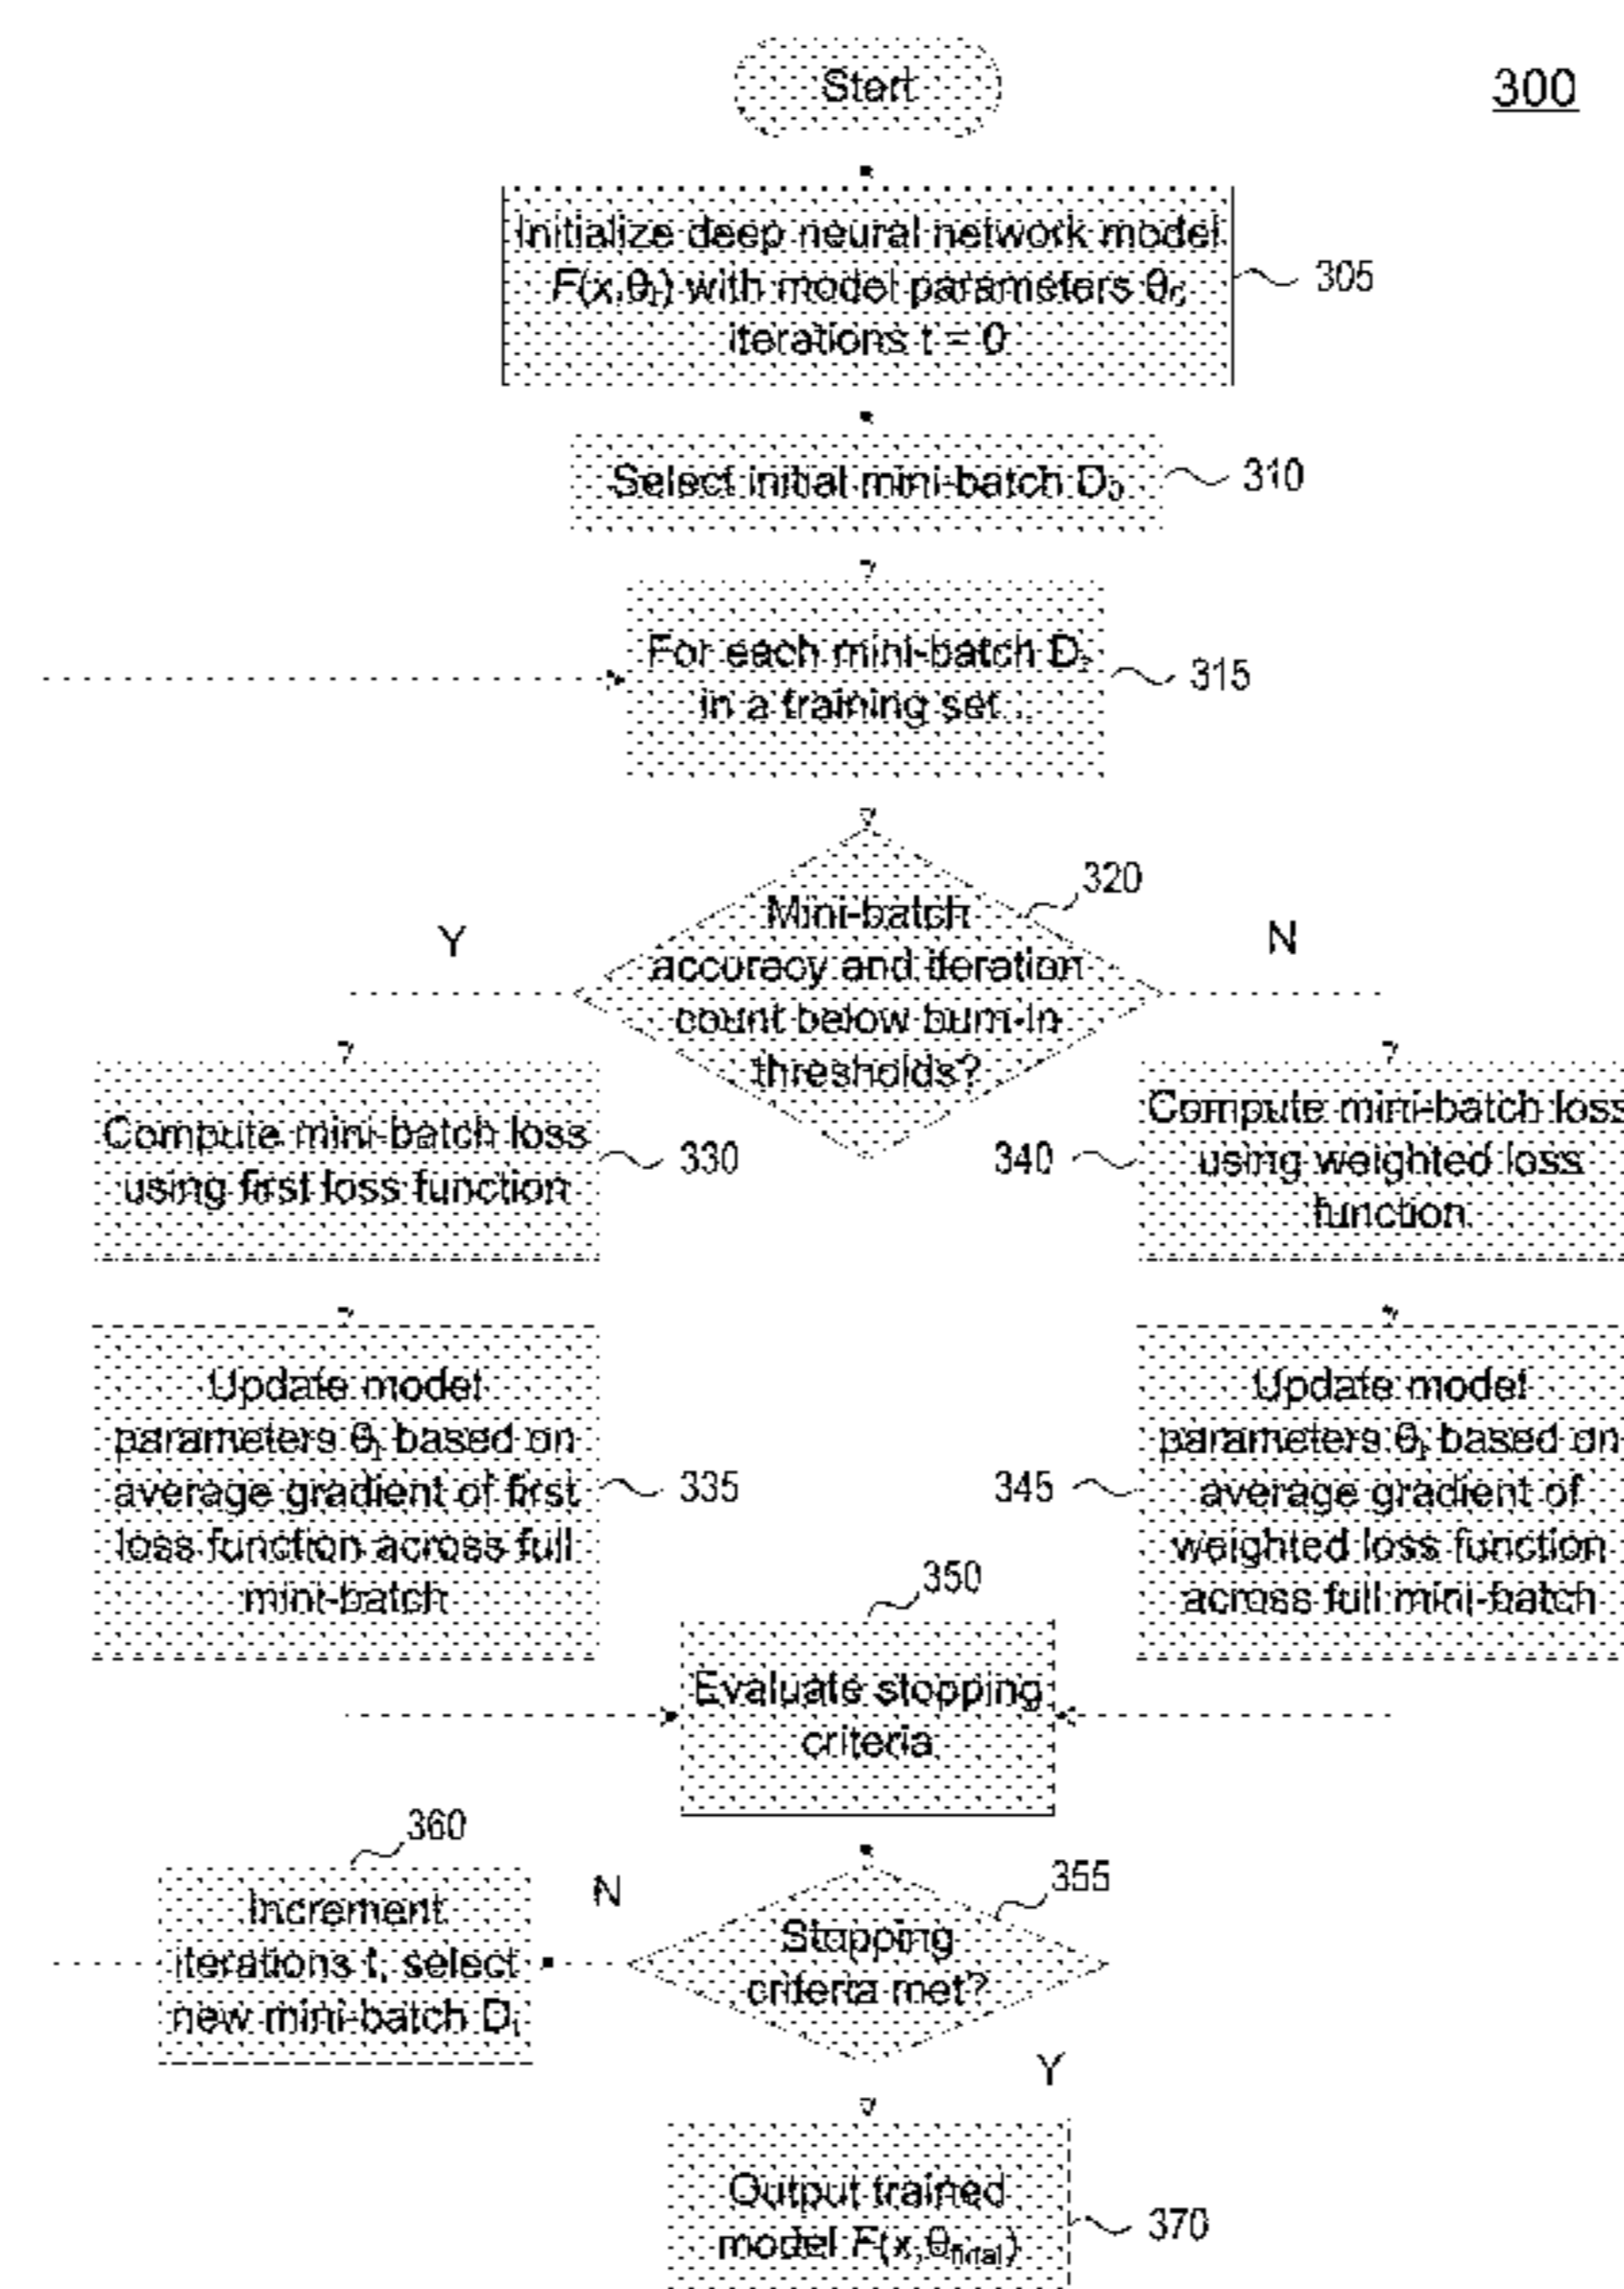 Start
300
Initialize deep neural network model
F(x,θₜ) with model parameters θ₀
iterations t = 0
305
Select initial mini-batch D₀
310
For each mini-batch Dₜ
in a training set...
315
Mini-batch
accuracy and iteration
count below burn-in
thresholds?
320
Y
N
Compute mini-batch loss
using first loss function
330
340
Compute mini-batch loss
using weighted loss
function
Update model
parameters θₜ based on
average gradient of first
loss function across full
mini-batch
335
345
Update model
parameters θₜ based on
average gradient of
weighted loss function
across full mini-batch
350
Evaluate stopping
criteria
360
Increment
iterations t, select
new mini-batch Dₜ
N
355
Stopping
criteria met?
Y
Output trained
model F(x,θfinal)
370